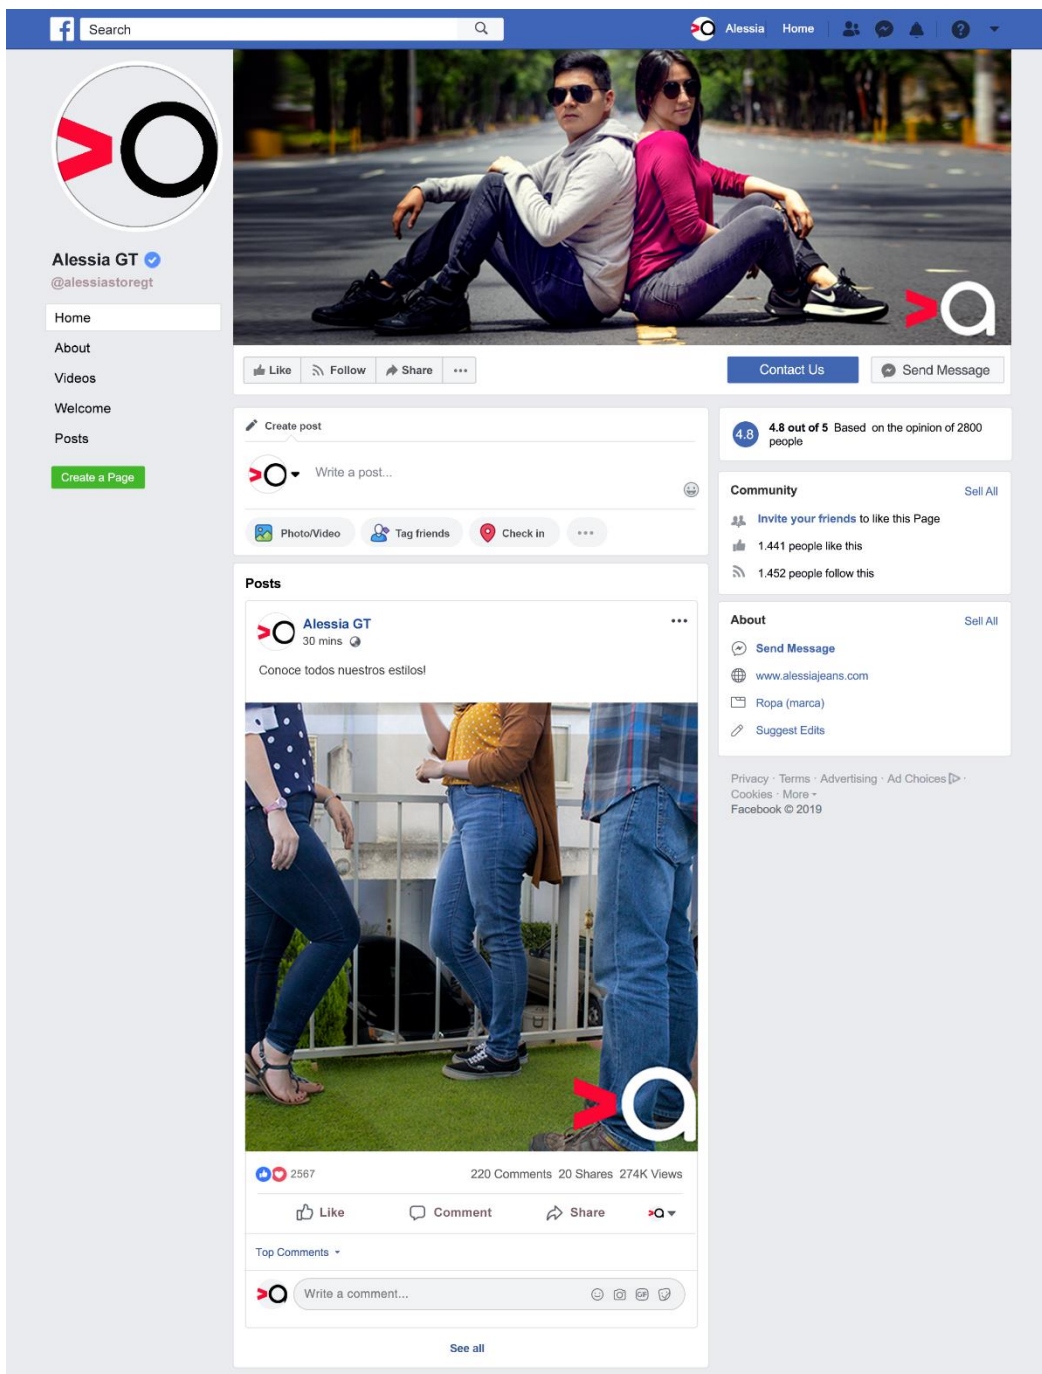 Search
Alessia Home
Alessia GT
@alessiastoregt
Home
About
Videos
Welcome
Posts
Create a Page
Like Follow Share
Contact Us Send Message
Create post
Write a post...
Photo/Video Tag friends Check in
Posts
Alessia GT
30 mins
Conoce todos nuestros estilos!
2567 220 Comments 20 Shares 274K Views
Like Comment Share
Top Comments
Write a comment... GIF
See all
4.8 4.8 out of 5 Based on the opinion of 2800
people
Community Sell All
Invite your friends to like this Page
1.441 people like this
1.452 people follow this
About Sell All
Send Message
www.alessiajeans.com
Ropa (marca)
Suggest Edits
Privacy · Terms · Advertising · Ad Choices ·
Cookies · More
Facebook © 2019